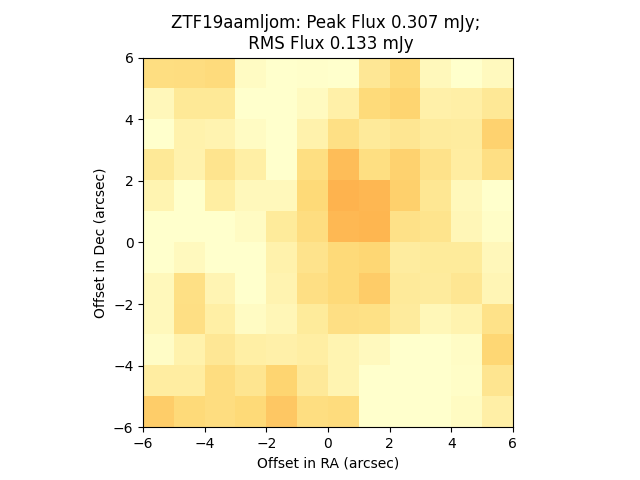 ZTF19aamljom: Peak Flux 0.307 mJy;
RMS Flux 0.133 mJy
6
4
2
0
−2
−4
−6
Offset in Dec (arcsec)
−6 −4 −2 0 2 4 6
Offset in RA (arcsec)